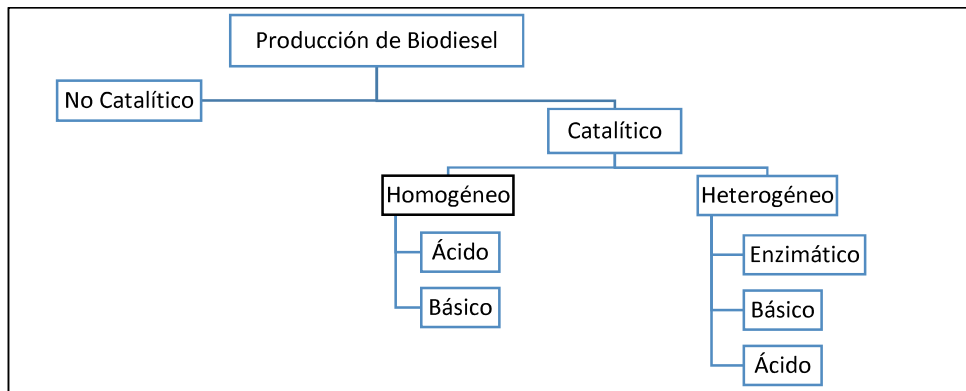 Producción de Biodiesel
No Catalítico
Catalítico
Homogéneo
Heterogéneo
Ácido
Básico
Enzimático
Básico
Ácido